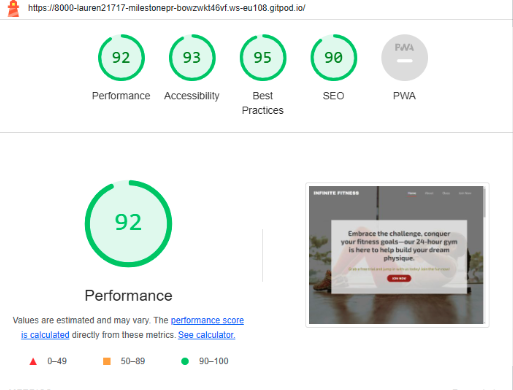 https://8000-lauren21717-milestonepr-bowzwkt46vf.ws-eu108.gitpod.io/
92 93 95 90 PWA
Performance Accessibility Best Practices SEO PWA
92
INFINITE FITNESS
Embrace the challenge, conquer
your fitness goals—our 24-hour gym
is here to help build your dream
physique.
Performance
Values are estimated and may vary. The performance score
is calculated directly from these metrics. See calculator.
0–49 50–89 90–100